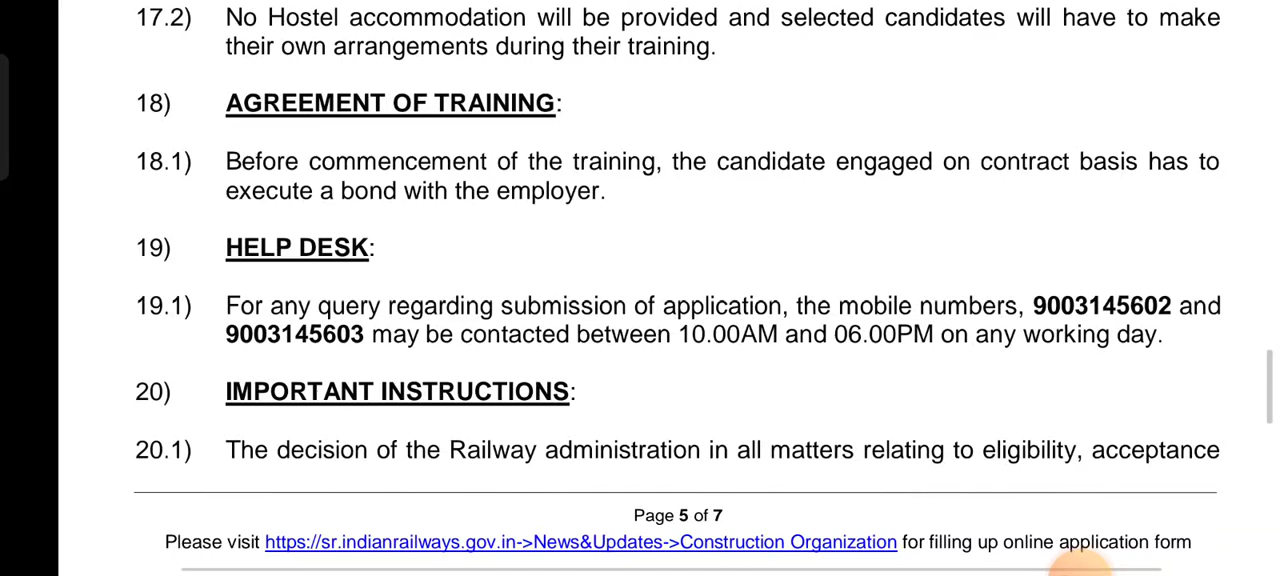 17.2) No Hostel accommodation will be provided and selected candidates will have to make
their own arrangements during their training.
18) AGREEMENT OF TRAINING:
18.1) Before commencement of the training, the candidate engaged on contract basis has to
execute a bond with the employer.
19) HELP DESK:
19.1) For any query regarding submission of application, the mobile numbers, 9003145602 and
9003145603 may be contacted between 10.00AM and 06.00PM on any working day.
20) IMPORTANT INSTRUCTIONS:
20.1) The decision of the Railway administration in all matters relating to eligibility, acceptance
Page 5 of 7
Please visit https://sr.indianrailways.gov.in->News&Updates->Construction Organization for filling up online application form